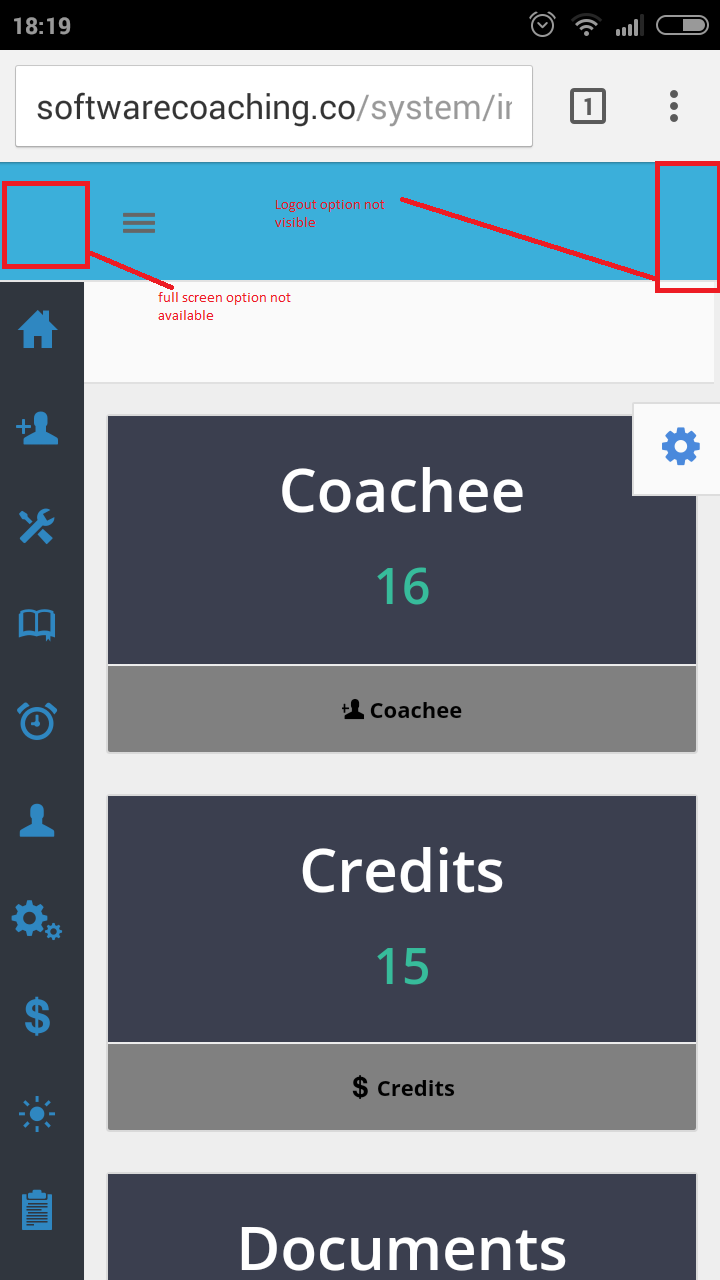 18:19
softwarecoaching.co/system/in
1
Logout option not
visible
full screen option not
available
Coachee
16
Coachee
Credits
15
$ Credits
Documents